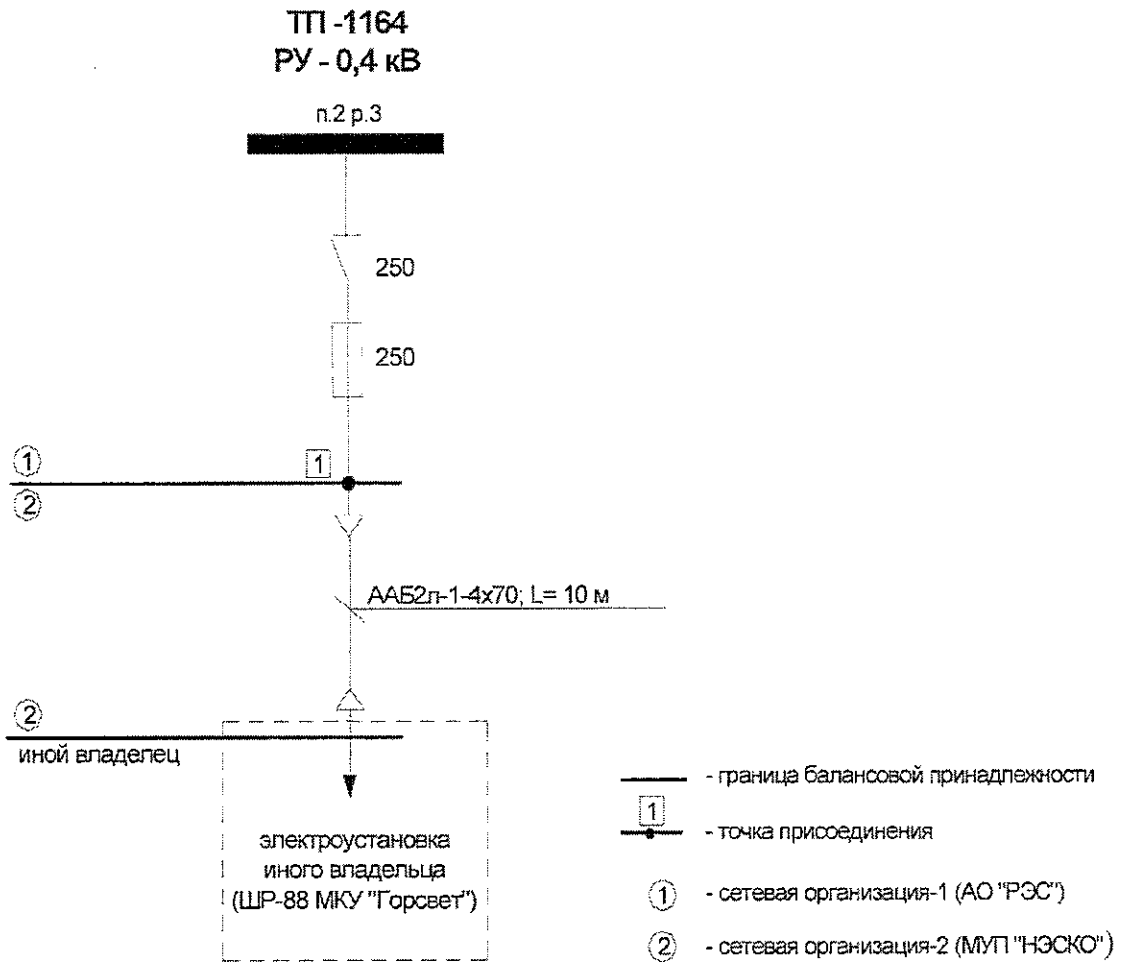 ТП -1164
РУ - 0,4 кВ
п.2 р.3
250
250
1
1
2
ААБ2л-1-4х70; L= 10 м
2
иной владелец
электроустановка
иного владельца
(ШР-88 МКУ "Горсвет")
- граница балансовой принадлежности
1
- точка присоединения
1 - сетевая организация-1 (АО "РЭС")
2 - сетевая организация-2 (МУП "НЭСКО")